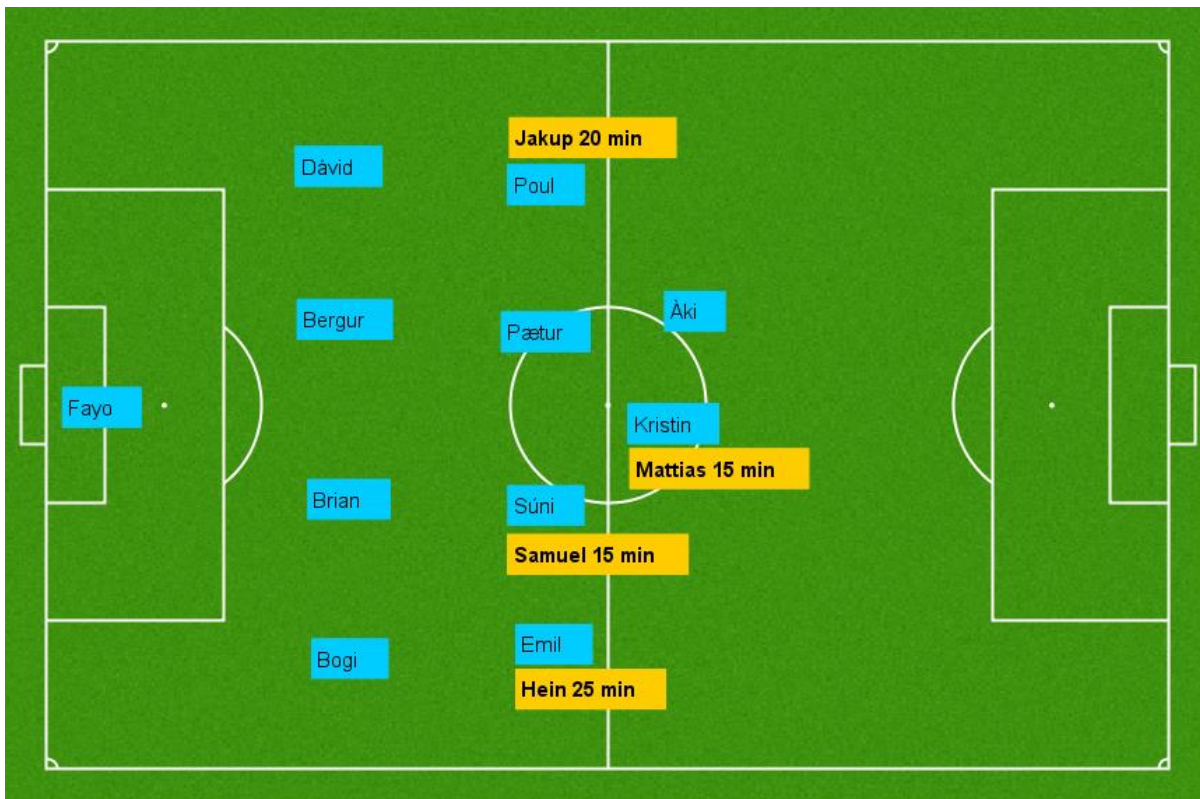 Jakup 20 min
Dávid
Poul
Àki
Bergur
Pætur
Fayo
Kristin
Mattias 15 min
Brian
Súni
Samuel 15 min
Emil
Bogi
Hein 25 min